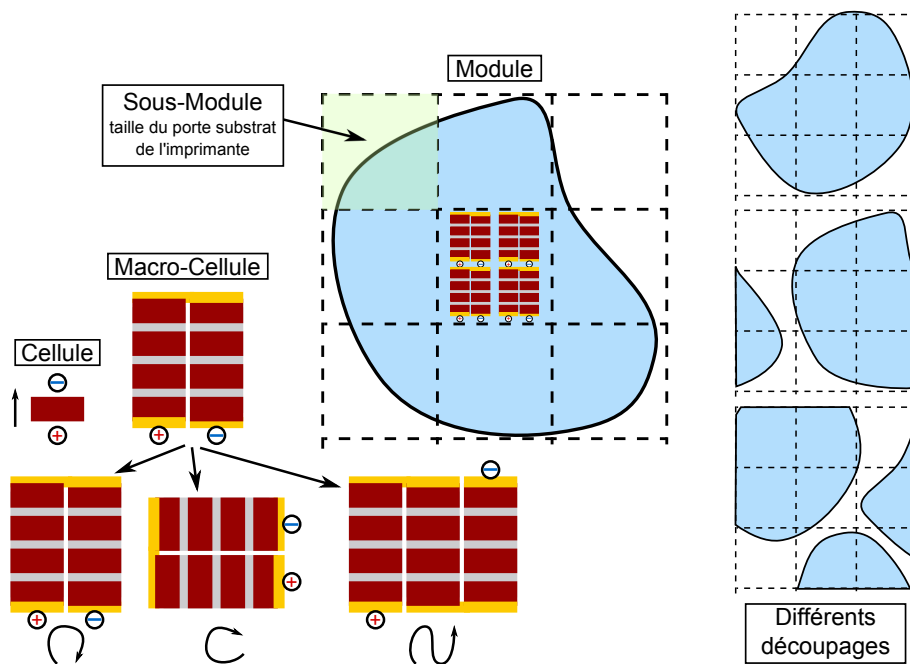 Module
Sous-Module
taille du porte substrat
de l'imprimante
Macro-Cellule
Cellule
Différents
découpages